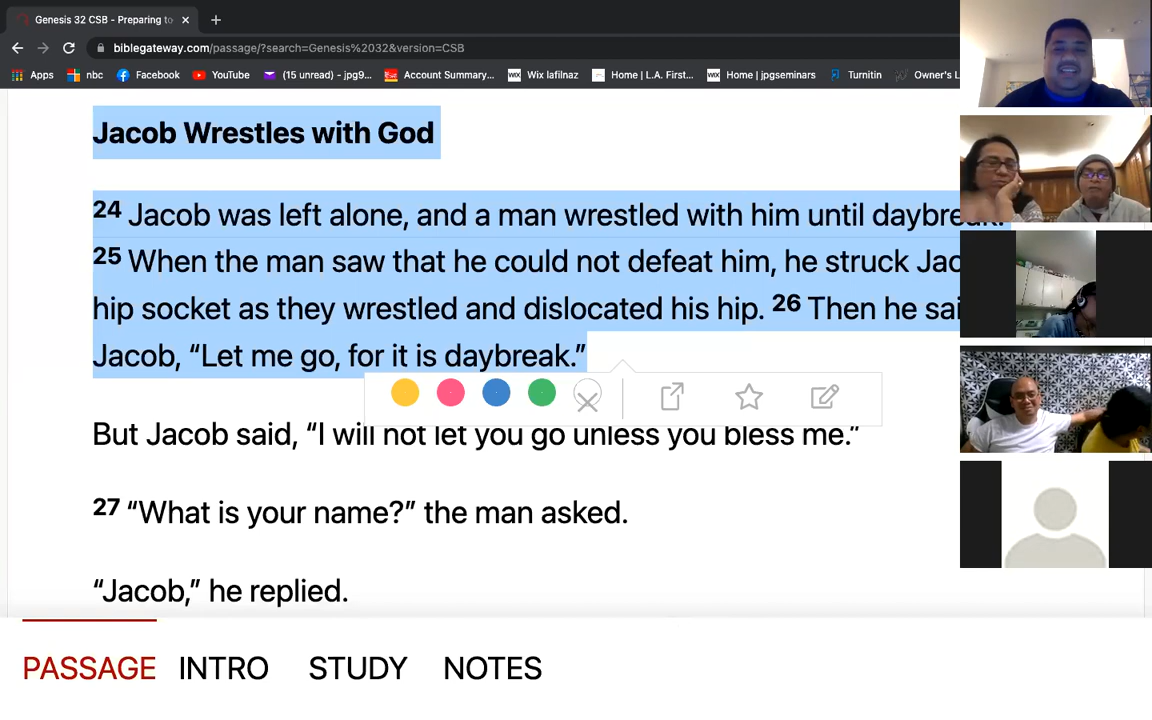 Genesis 32 CSB - Preparing to
biblegateway.com/passage/?search=Genesis%2032&version=CSB
Apps nbc Facebook YouTube (15 unread) - jpg9... Account Summary... Wix lafilnaz Home | L.A. First... Home | jpgseminars Turnitin Owner's L
Jacob Wrestles with God
24 Jacob was left alone, and a man wrestled with him until daybreak.
25 When the man saw that he could not defeat him, he struck Jac
hip socket as they wrestled and dislocated his hip. 26 Then he sai
Jacob, “Let me go, for it is daybreak.”
But Jacob said, “I will not let you go unless you bless me.”
27 “What is your name?” the man asked.
“Jacob,” he replied.
PASSAGE INTRO STUDY NOTES